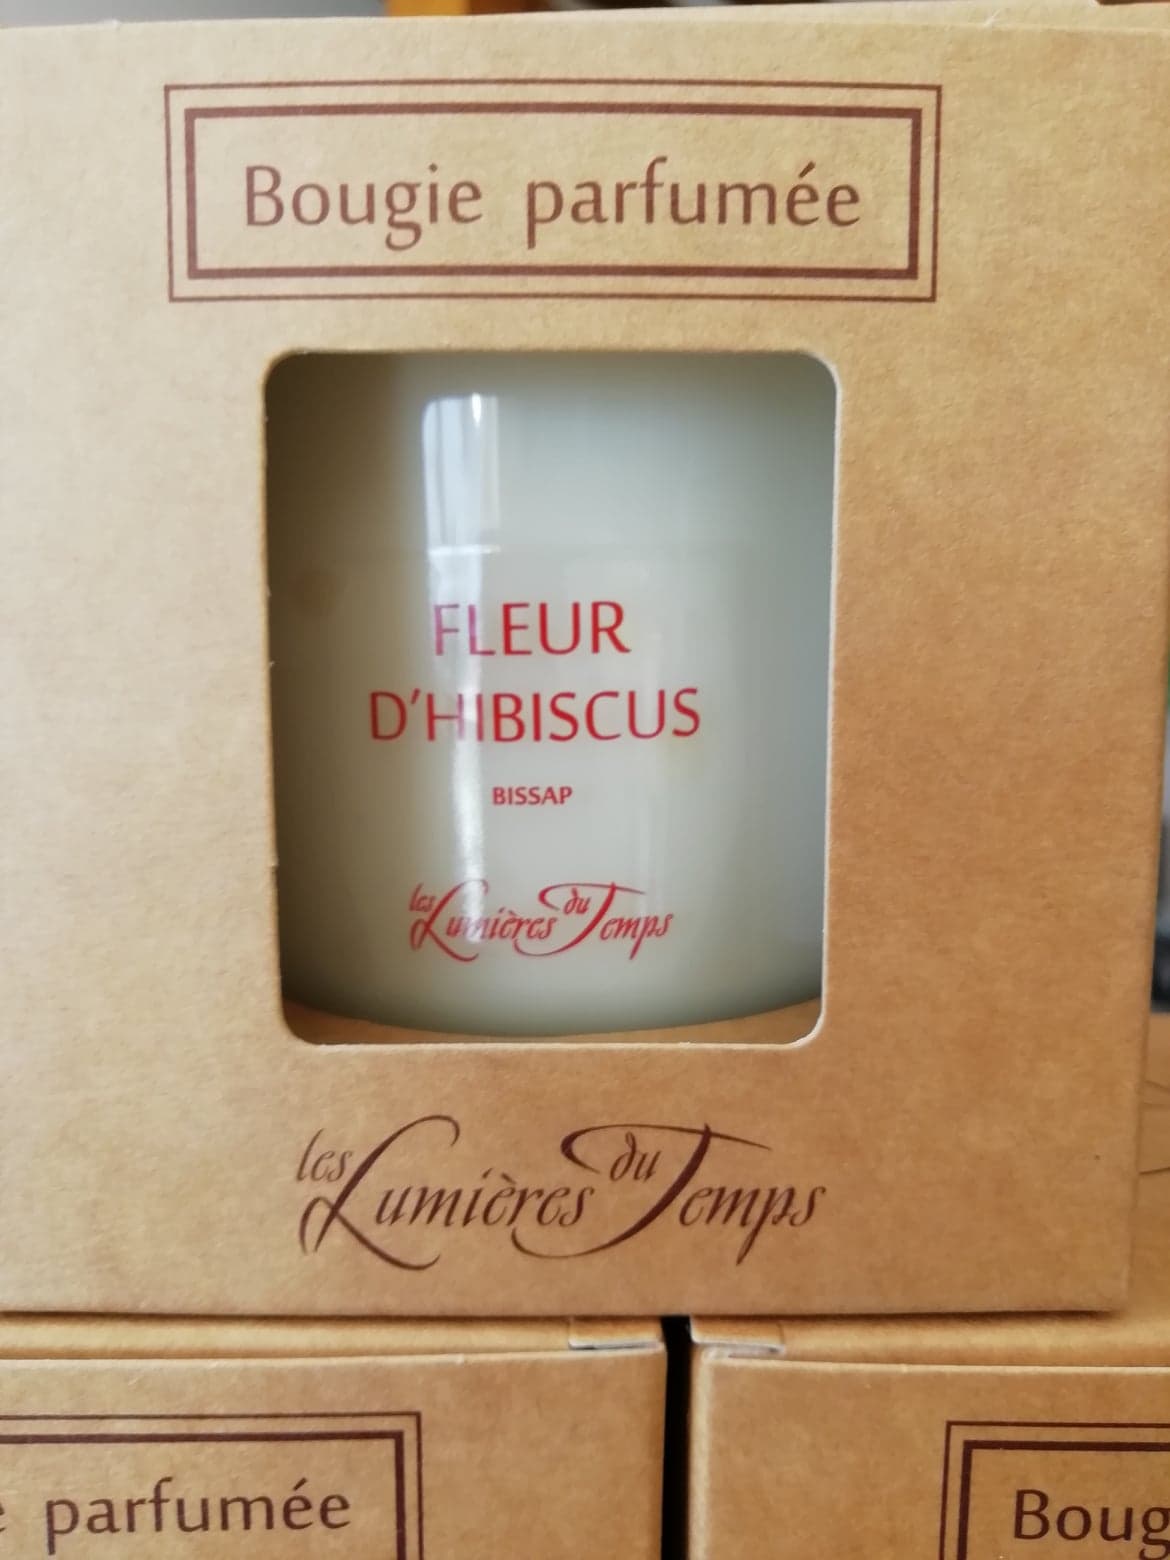 Bougie parfumée
FLEUR
D'HIBISCUS
BISSAP
les Lumières du Temps
les Lumières du Temps
parfumée
Boug